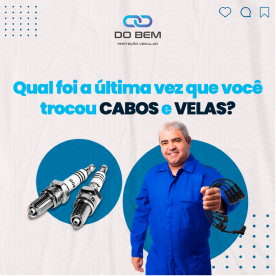 DO BEM
PROTEÇÃO VEICULAR
Qual foi a última vez que você
trocou CABOS e VELAS?